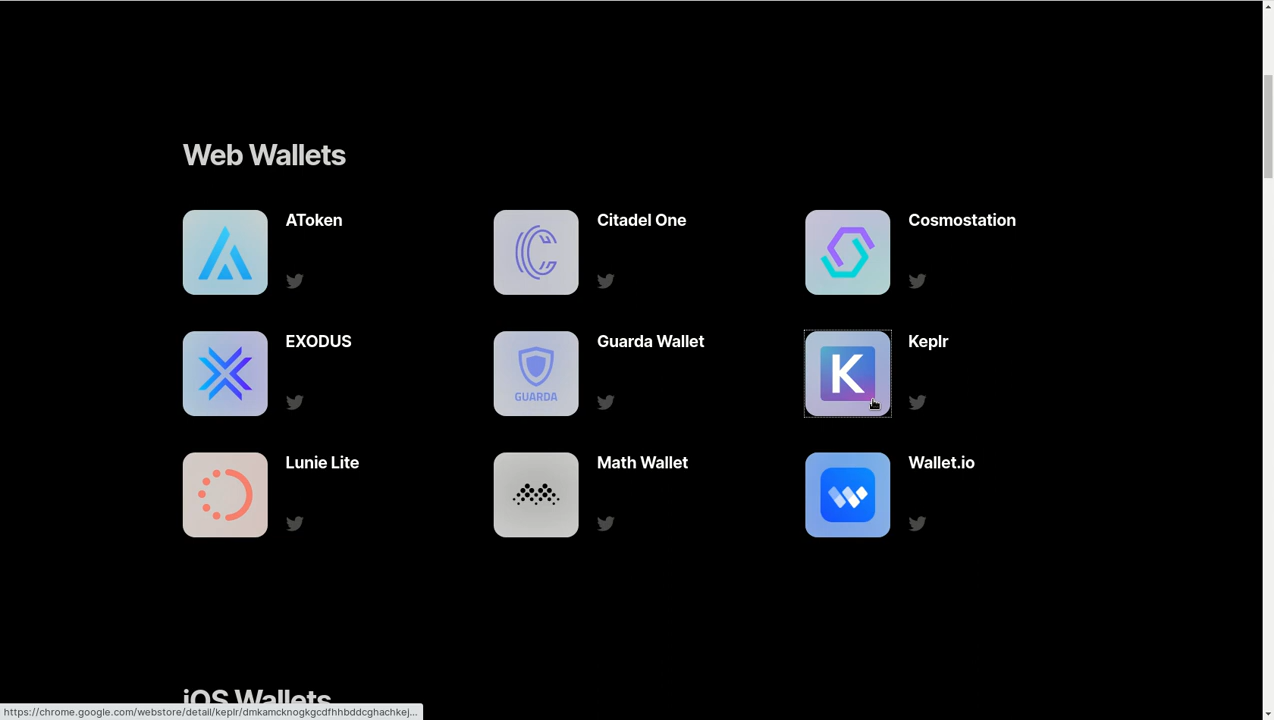 Web Wallets
AToken
Citadel One
Cosmostation
EXODUS
Guarda Wallet
GUARDA
K
Keplr
Lunie Lite
Math Wallet
Wallet.io
iOS Wallets
https://chrome.google.com/webstore/detail/keplr/dmkamcknogkgcdfhhbddcghachkej...